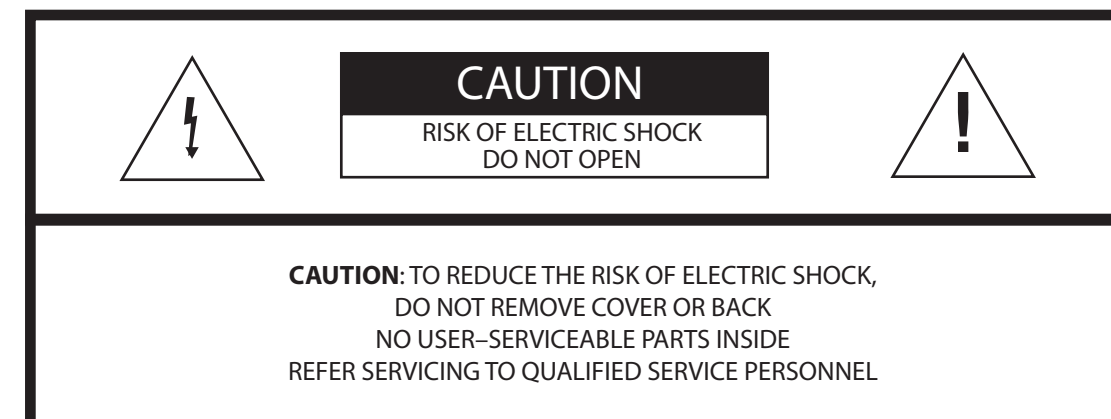 CAUTION
RISK OF ELECTRIC SHOCK
DO NOT OPEN
!
CAUTION: TO REDUCE THE RISK OF ELECTRIC SHOCK,
DO NOT REMOVE COVER OR BACK
NO USER–SERVICEABLE PARTS INSIDE
REFER SERVICING TO QUALIFIED SERVICE PERSONNEL